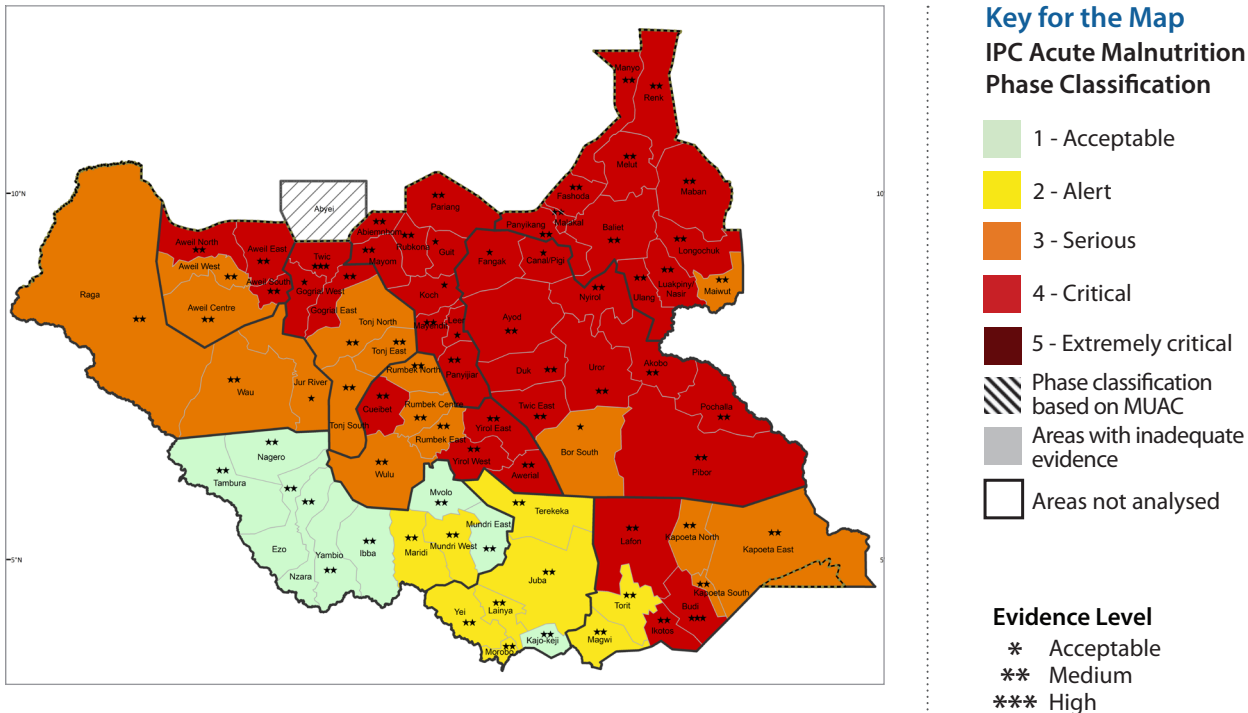 Key for the Map
IPC Acute Malnutrition
Phase Classification
1 - Acceptable
2 - Alert
3 - Serious
4 - Critical
5 - Extremely critical
Phase classification
based on MUAC
Areas with inadequate
evidence
Areas not analysed
Evidence Level
* Acceptable
** Medium
*** High
10°N
10
5°N
5
Manyo
**
Renk
**
Melut
**
Maban
**
Fashoda
**
Malakal
**
Panyikang
**
Baliet
**
Longochuk
**
Luakpiny/
Nasir
**
Maiwut
**
Ulang
**
Nyirol
**
Canal/Pigi
*
Fangak
*
Pariang
**
Abiemnhom
**
Rubkona
**
Guit
*
Mayom
**
Koch
*
Mayendit
**
Leer
*
Panyijiar
**
Abyei
Twic
***
Gogrial West
*
Gogrial East
**
Aweil North
**
Aweil East
**
Aweil West
**
Aweil South
**
Aweil Centre
**
Raga
**
Wau
**
Jur River
*
Tonj North
**
Tonj East
**
Tonj South
**
Rumbek North
**
Cueibet
**
Rumbek Centre
**
Rumbek East
**
Wulu
**
Yirol East
**
Yirol West
**
Awerial
**
Ayod
**
Duk
**
Uror
**
Akobo
**
Twic East
**
Bor South
*
Pochalla
**
Pibor
**
Nagero
**
Tambura
**
Ezo
**
Nzara
**
Yambio
**
Ibba
**
Maridi
**
Mvolo
**
Mundri East
**
Mundri West
**
Terekeka
**
Juba
**
Yei
**
Lainya
**
Morobo
**
Kajo-keji
**
Lafon
**
Torit
**
Magwi
**
Ikotos
**
Budi
***
Kapoeta North
**
Kapoeta South
**
Kapoeta East
**